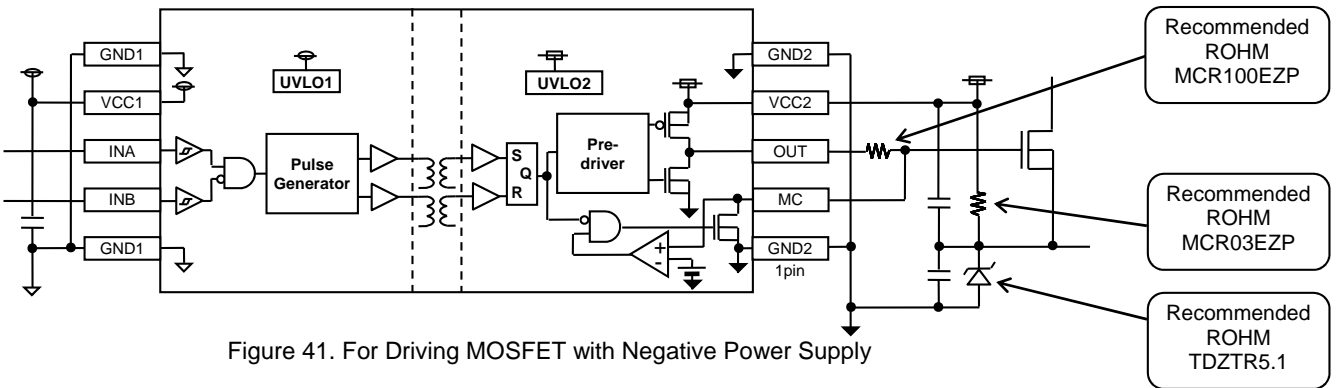 GND1
VCC1
INA
INB
GND1
UVLO1
Pulse
Generator
UVLO2
S
Q
R
Pre-
driver
+
-
GND2
VCC2
OUT
MC
GND2
1pin
Recommended
ROHM
MCR100EZP
Recommended
ROHM
MCR03EZP
Recommended
ROHM
TDZTR5.1
Figure 41. For Driving MOSFET with Negative Power Supply